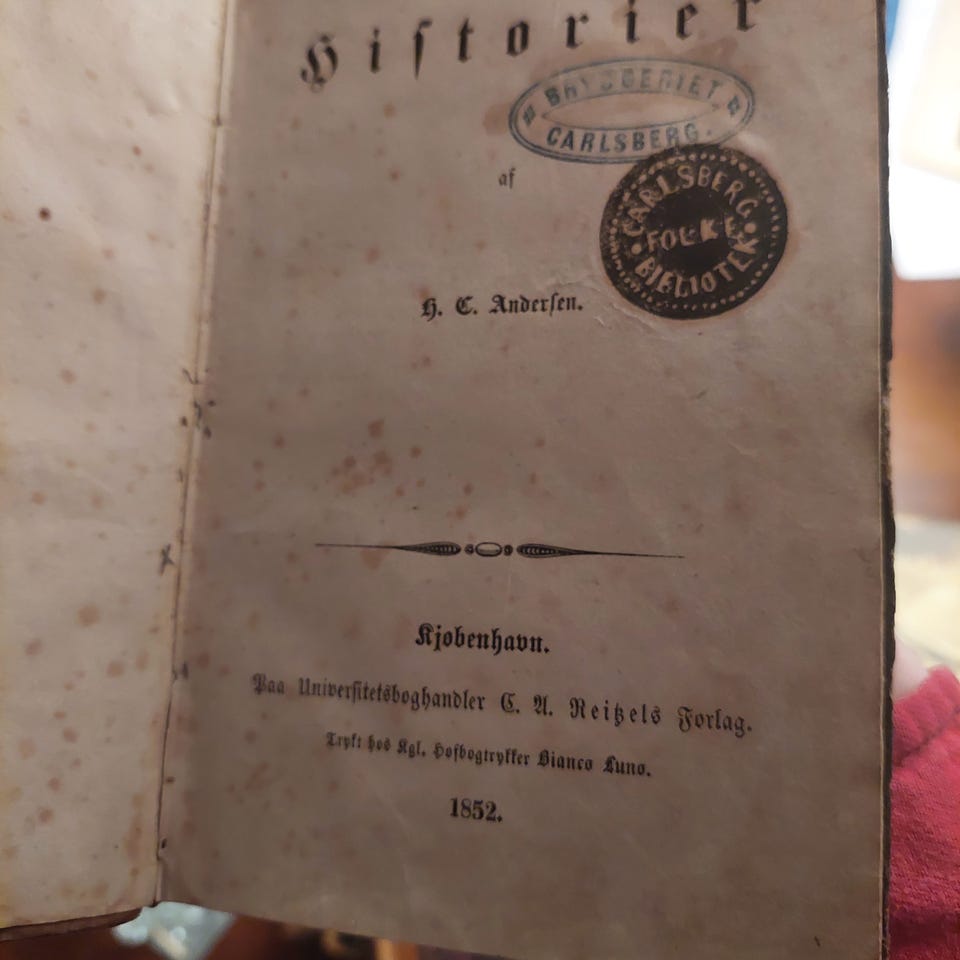 Historier
BRYGGERIET
CARLSBERG.
af
CARLSBERG
FOLKE
BIBLIOTEK
H. C. Andersen.
Kjobenhavn.
Paa Universitetsboghandler C. A. Reitzels Forlag.
Trykt hos Kgl. Hofbogtrykker Bianco Luno.
1852.